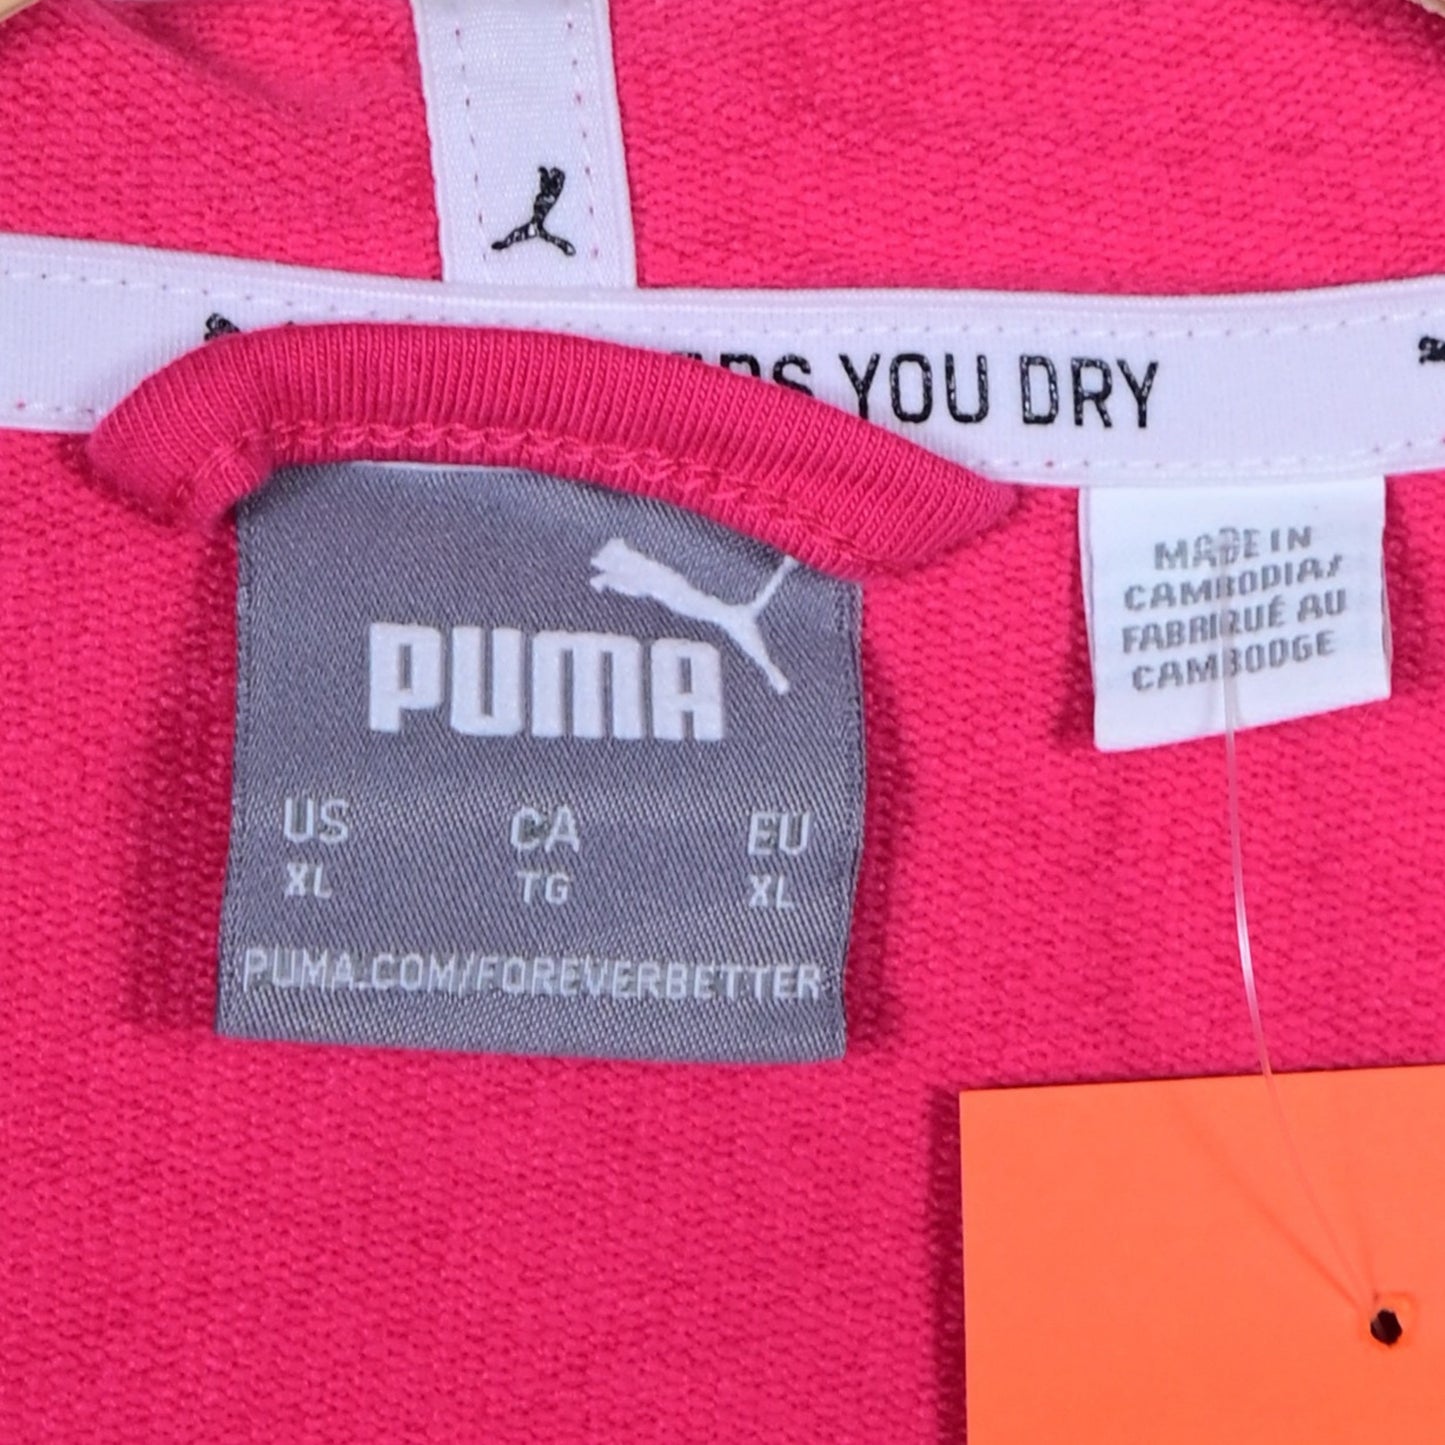 YOU DRY
PUMA
US CA EU
XL TG XL
PUMA.COM/FOREVERBETTER
MADE IN
CAMBODIA/
FABRIQUÉ AU
CAMBODGE